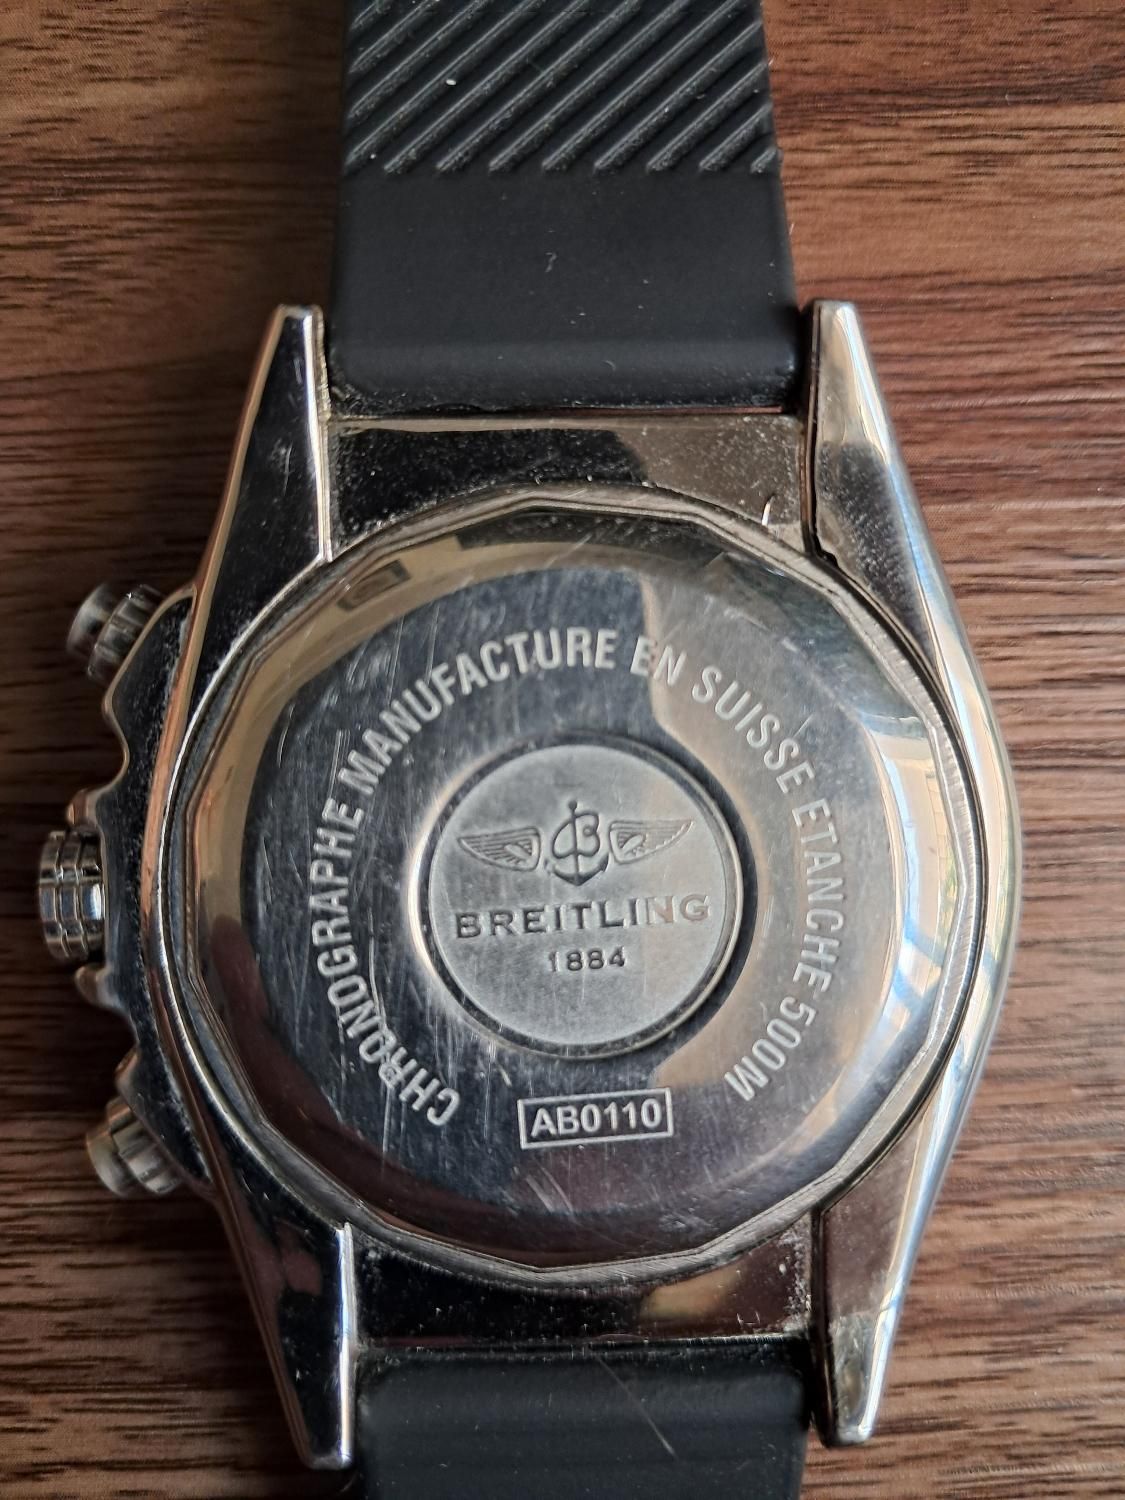 CHRONOGRAPHE MANUFACTURE EN SUISSE ETANCHE 500M
B
BREITLING
1884
AB0110